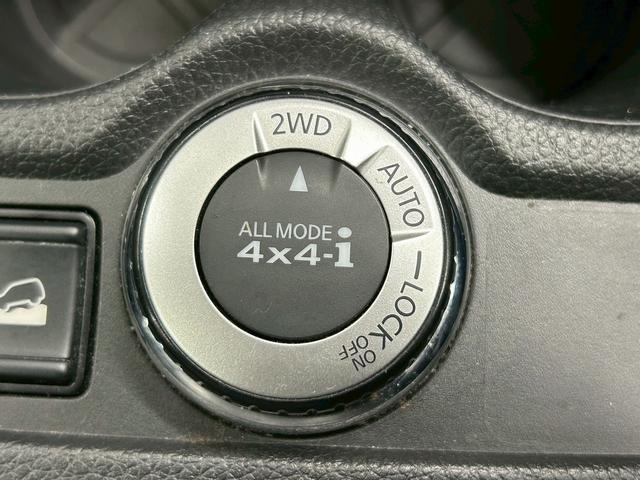 2WD
AUTO
LOCK
ON
OFF
ALL MODE
4x4-i